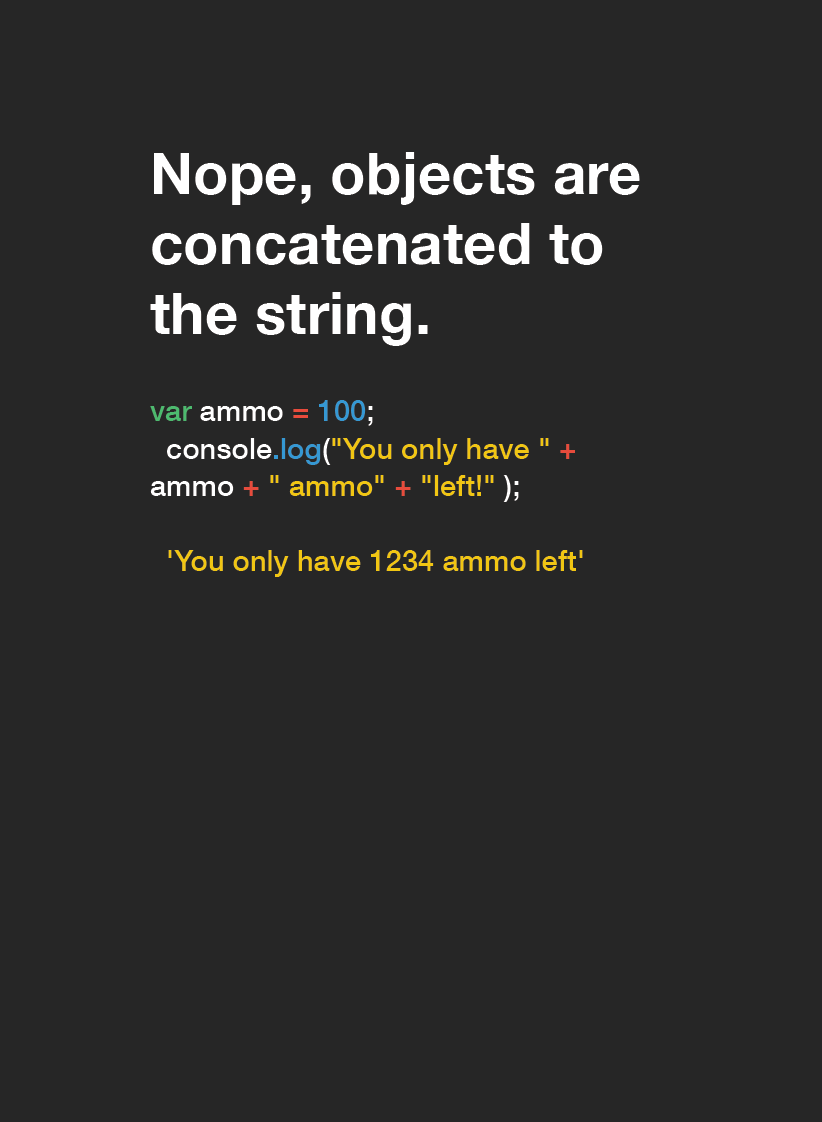 Nope, objects are
concatenated to
the string.
var ammo = 100;
console.log("You only have " +
ammo + " ammo" + "left!" );
'You only have 1234 ammo left'